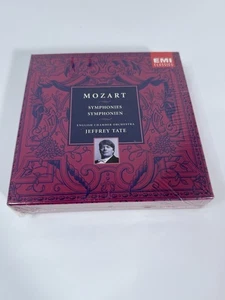 EMI
CLASSICS
MOZART
SYMPHONIES
SYMPHONIEN
ENGLISH CHAMBER ORCHESTRA
JEFFREY TATE